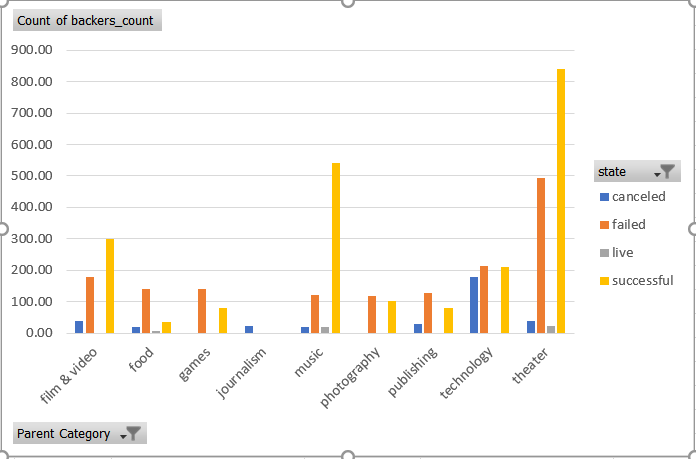 Count of backers_count
900.00
800.00
700.00
600.00
500.00
400.00
300.00
200.00
100.00
0.00
film & video
food
games
journalism
music
photography
publishing
technology
theater
state
canceled
failed
live
successful
Parent Category